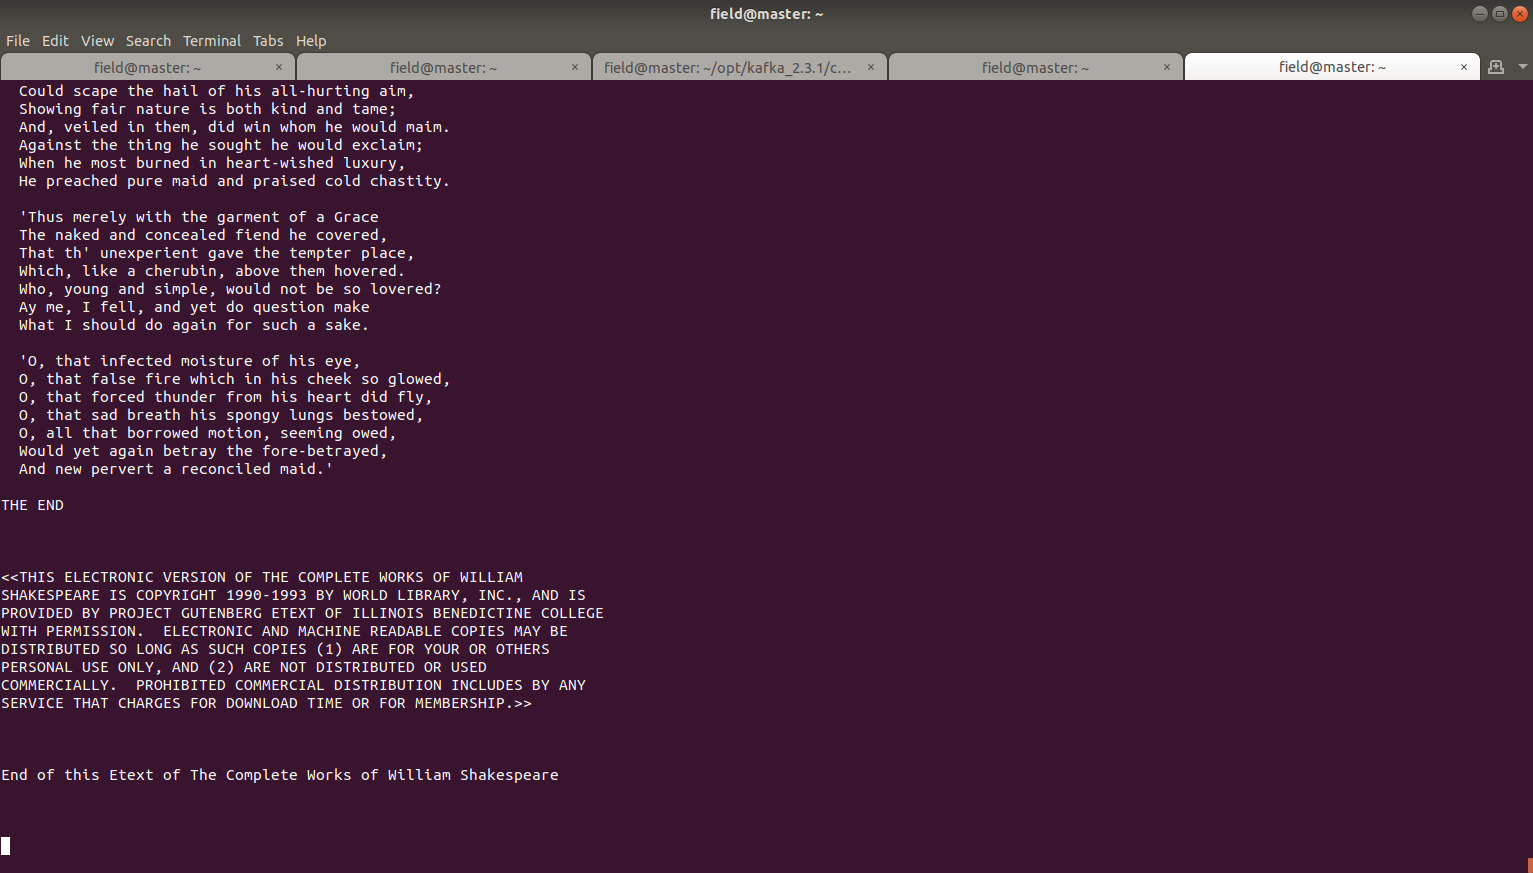 field@master: ~
File Edit View Search Terminal Tabs Help
field@master: ~ × field@master: ~ × field@master: ~/opt/kafka_2.3.1/c... × field@master: ~ × field@master: ~ ×
  Could scape the hail of his all-hurting aim,
  Showing fair nature is both kind and tame;
  And, veiled in them, did win whom he would maim.
  Against the thing he sought he would exclaim;
  When he most burned in heart-wished luxury,
  He preached pure maid and praised cold chastity.

  'Thus merely with the garment of a Grace
  The naked and concealed fiend he covered,
  That th' unexperient gave the tempter place,
  Which, like a cherubin, above them hovered.
  Who, young and simple, would not be so lovered?
  Ay me, I fell, and yet do question make
  What I should do again for such a sake.

  'O, that infected moisture of his eye,
  O, that false fire which in his cheek so glowed,
  O, that forced thunder from his heart did fly,
  O, that sad breath his spongy lungs bestowed,
  O, all that borrowed motion, seeming owed,
  Would yet again betray the fore-betrayed,
  And new pervert a reconciled maid.'

THE END

<<THIS ELECTRONIC VERSION OF THE COMPLETE WORKS OF WILLIAM
SHAKESPEARE IS COPYRIGHT 1990-1993 BY WORLD LIBRARY, INC., AND IS
PROVIDED BY PROJECT GUTENBERG ETEXT OF ILLINOIS BENEDICTINE COLLEGE
WITH PERMISSION.  ELECTRONIC AND MACHINE READABLE COPIES MAY BE
DISTRIBUTED SO LONG AS SUCH COPIES (1) ARE FOR YOUR OR OTHERS
PERSONAL USE ONLY, AND (2) ARE NOT DISTRIBUTED OR USED
COMMERCIALLY.  PROHIBITED COMMERCIAL DISTRIBUTION INCLUDES BY ANY
SERVICE THAT CHARGES FOR DOWNLOAD TIME OR FOR MEMBERSHIP.>>

End of this Etext of The Complete Works of William Shakespeare